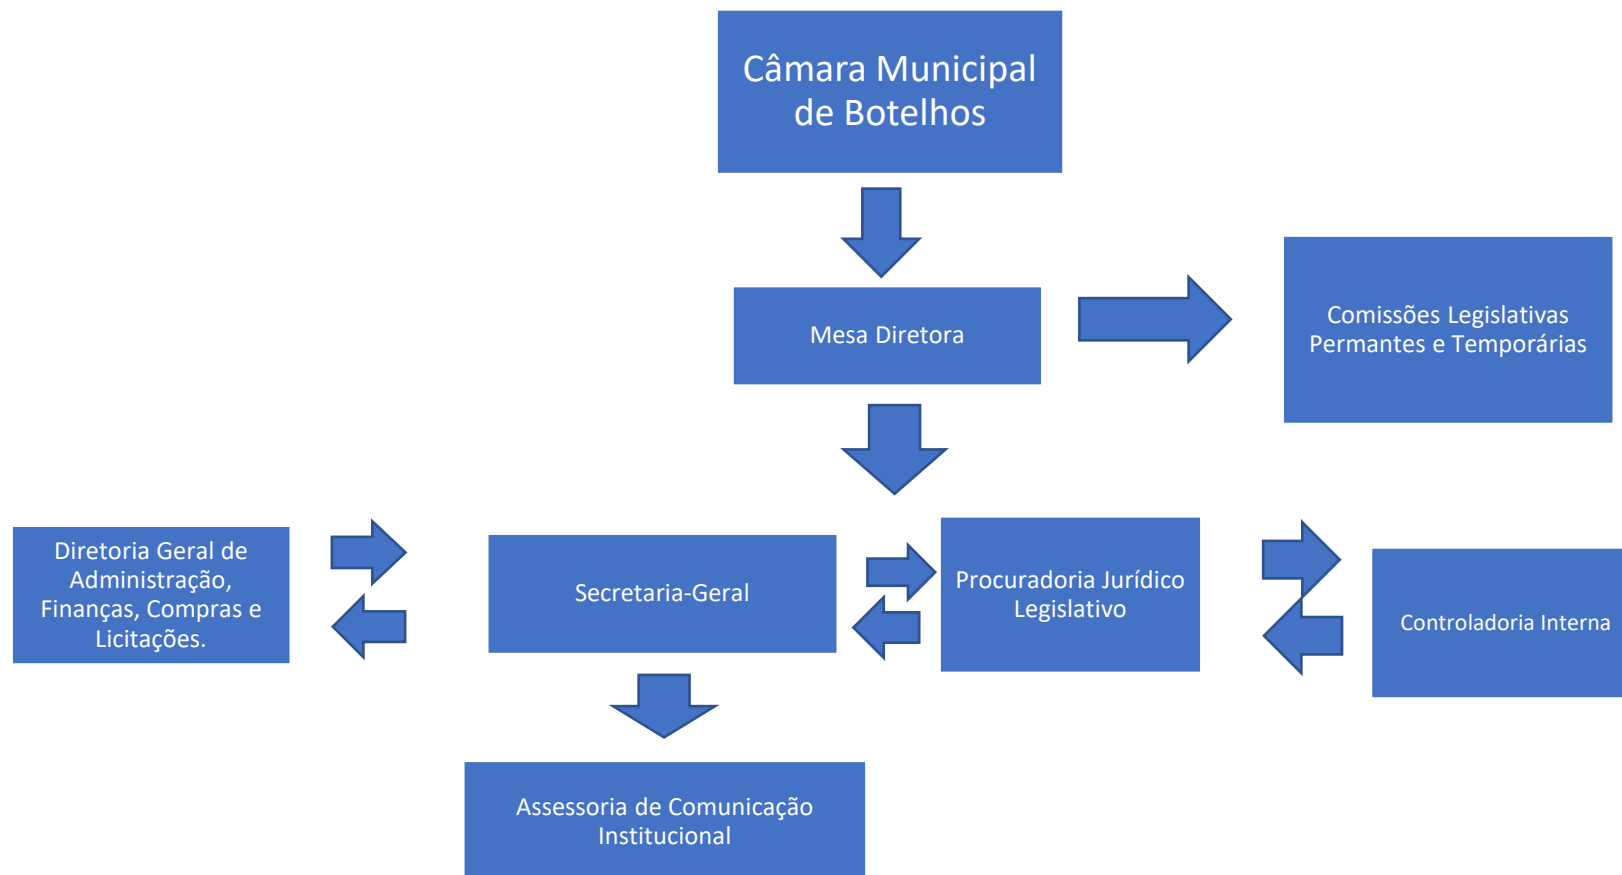 Câmara Municipal
de Botelhos
Mesa Diretora
Comissões Legislativas
Permantes e Temporárias
Diretoria Geral de
Administração,
Finanças, Compras e
Licitações.
Secretaria-Geral
Procuradoria Jurídico
Legislativo
Controladoria Interna
Assessoria de Comunicação
Institucional